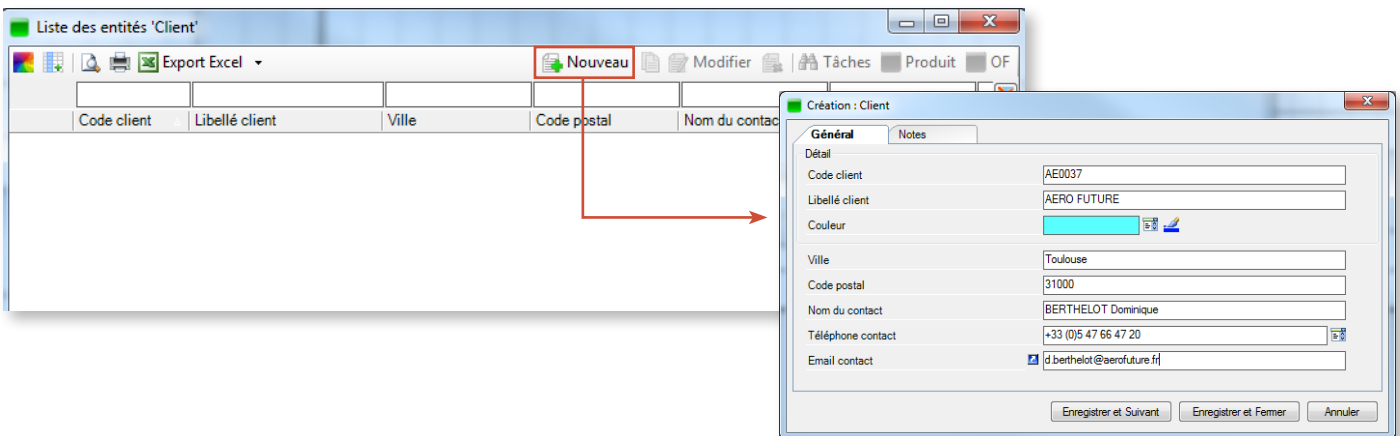 Liste des entités 'Client'
Export Excel Nouveau Modifier Tâches Produit OF
Code client Libellé client Ville Code postal Nom du contac
Création : Client
Général Notes
Détail
Code client AE0037
Libellé client AERO FUTURE
Couleur
Ville Toulouse
Code postal 31000
Nom du contact BERTHELOT Dominique
Téléphone contact +33 (0)5 47 66 47 20
Email contact d.berthelot@aerofuture.fr
Enregistrer et Suivant Enregistrer et Fermer Annuler